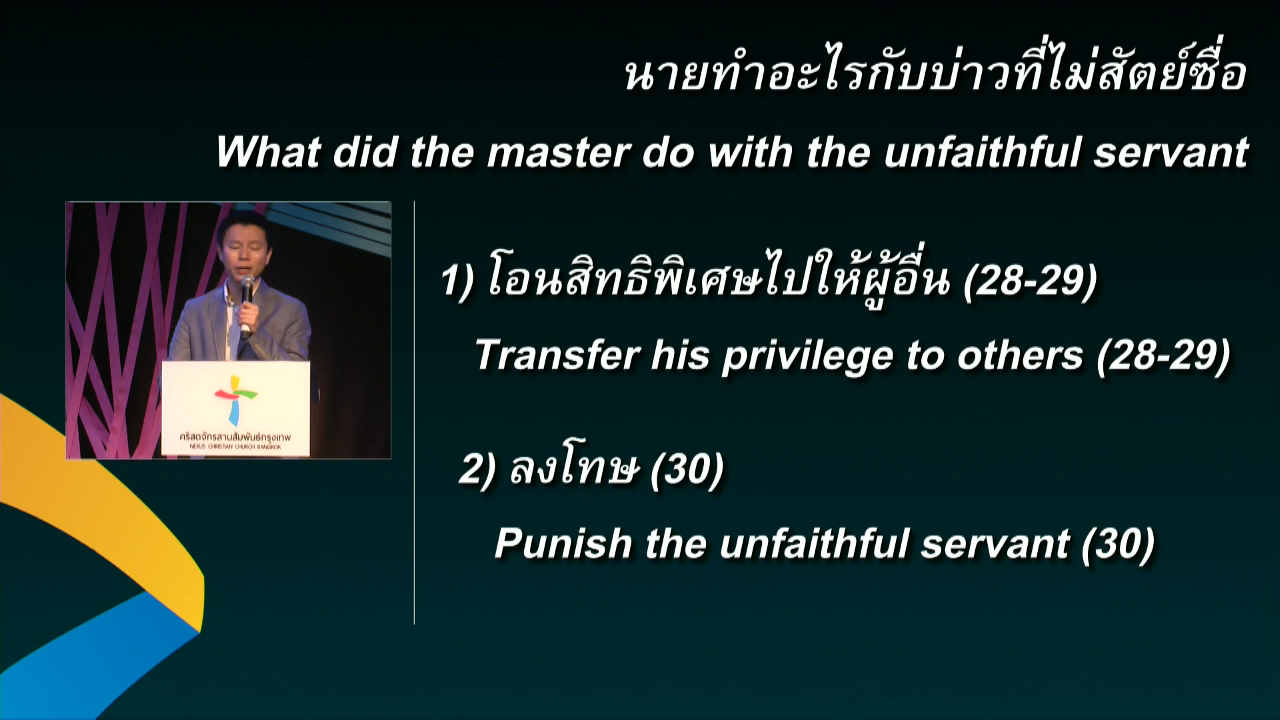 นายทำอะไรกับบ่าวที่ไม่สัตย์ซื่อ
What did the master do with the unfaithful servant
1) โอนสิทธิพิเศษไปให้ผู้อื่น (28-29)
Transfer his privilege to others (28-29)
2) ลงโทษ (30)
Punish the unfaithful servant (30)
คริสตจักรสานสัมพันธ์กรุงเทพ
NEXUS CHRISTIAN CHURCH BANGKOK